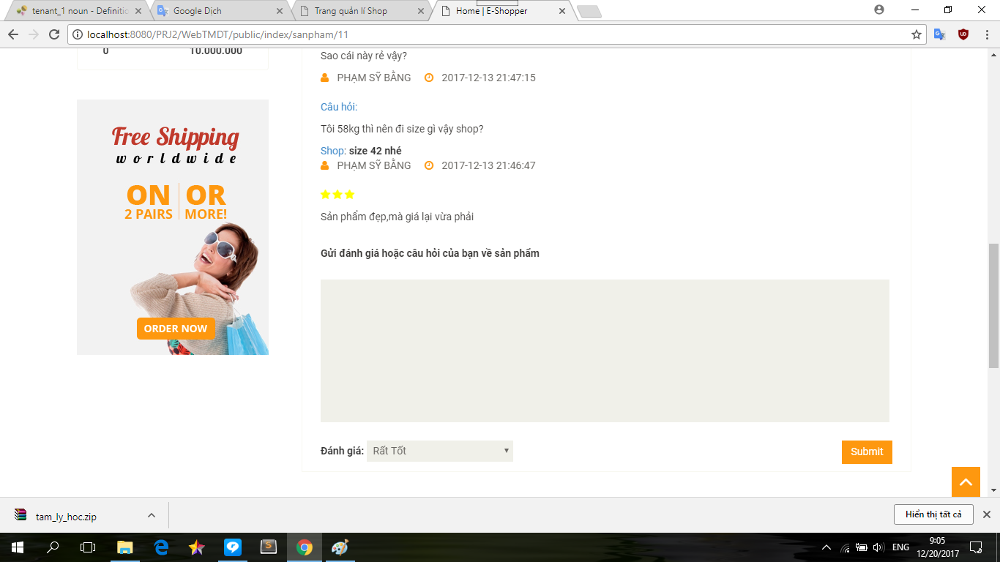 tenant_1 noun - Definitio
Google Dịch
Trang quản lí Shop
Home | E-Shopper
localhost:8080/PRJ2/WebTMDT/public/index/sanpham/11
0 10.000.000
Free Shipping
worldwide
ON OR
2 PAIRS MORE!
ORDER NOW
Sao cái này rẻ vậy?
PHẠM SỸ BẰNG 2017-12-13 21:47:15
Câu hỏi:
Tôi 58kg thì nên đi size gì vậy shop?
Shop: size 42 nhé
PHẠM SỸ BẰNG 2017-12-13 21:46:47
Sản phẩm đẹp,mà giá lại vừa phải
Gửi đánh giá hoặc câu hỏi của bạn về sản phẩm
Đánh giá: Rất Tốt
Submit
tam_ly_hoc.zip
Hiển thị tất cả
ENG
9:05
12/20/2017